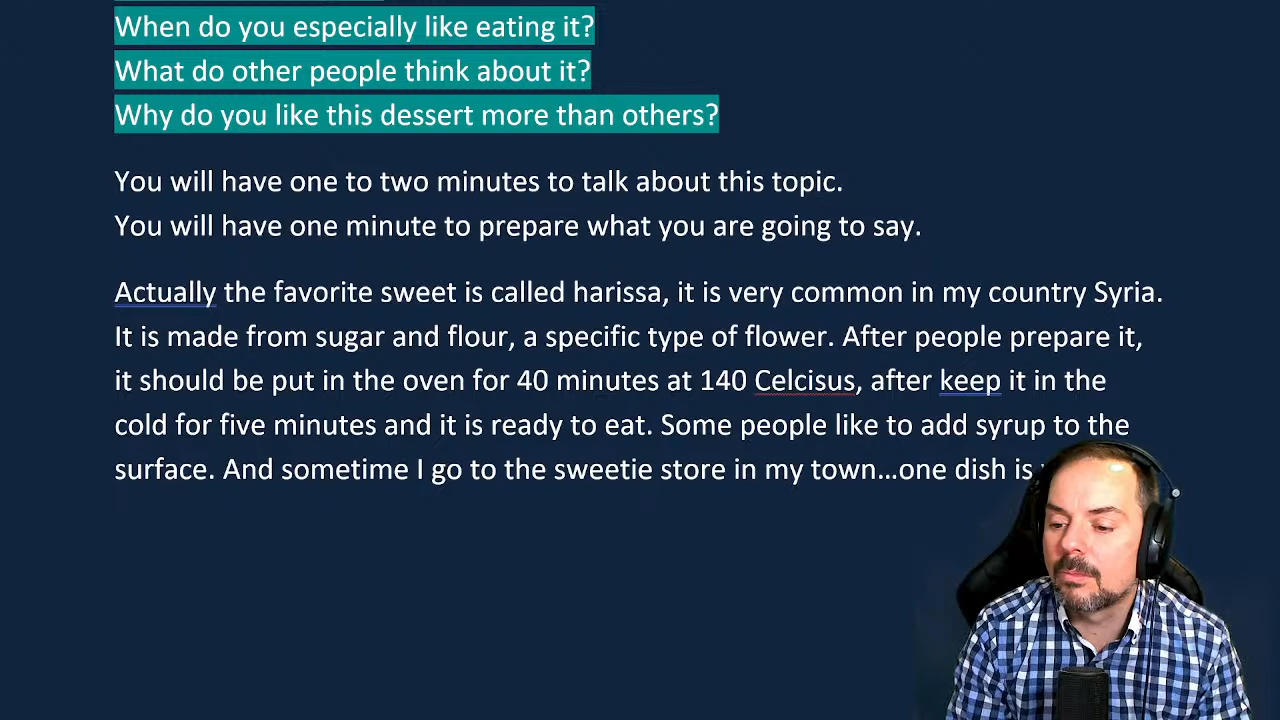 When do you especially like eating it?
What do other people think about it?
Why do you like this dessert more than others?
You will have one to two minutes to talk about this topic.
You will have one minute to prepare what you are going to say.
Actually the favorite sweet is called harissa, it is very common in my country Syria.
It is made from sugar and flour, a specific type of flower. After people prepare it,
it should be put in the oven for 40 minutes at 140 Celcisus, after keep it in the
cold for five minutes and it is ready to eat. Some people like to add syrup to the
surface. And sometime I go to the sweetie store in my town…one dish is